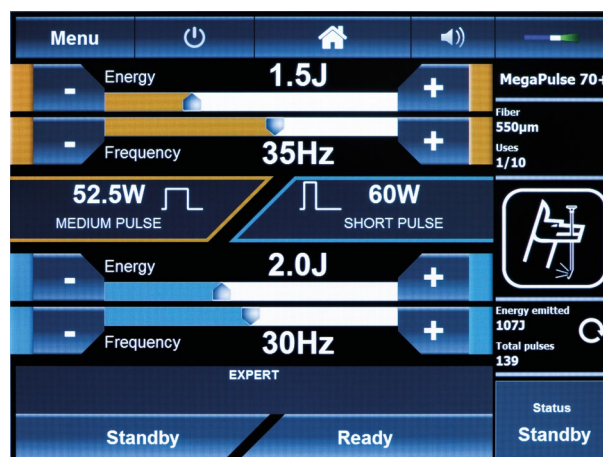 Menu
Energy
1.5J
-
+
-
+
Frequency
35Hz
MegaPulse 70+
Fiber
550µm
Uses
1/10
52.5W
MEDIUM PULSE
60W
SHORT PULSE
Energy
2.0J
-
+
-
+
Frequency
30Hz
Energy emitted
107J
Total pulses
139
EXPERT
Standby
Ready
Status
Standby